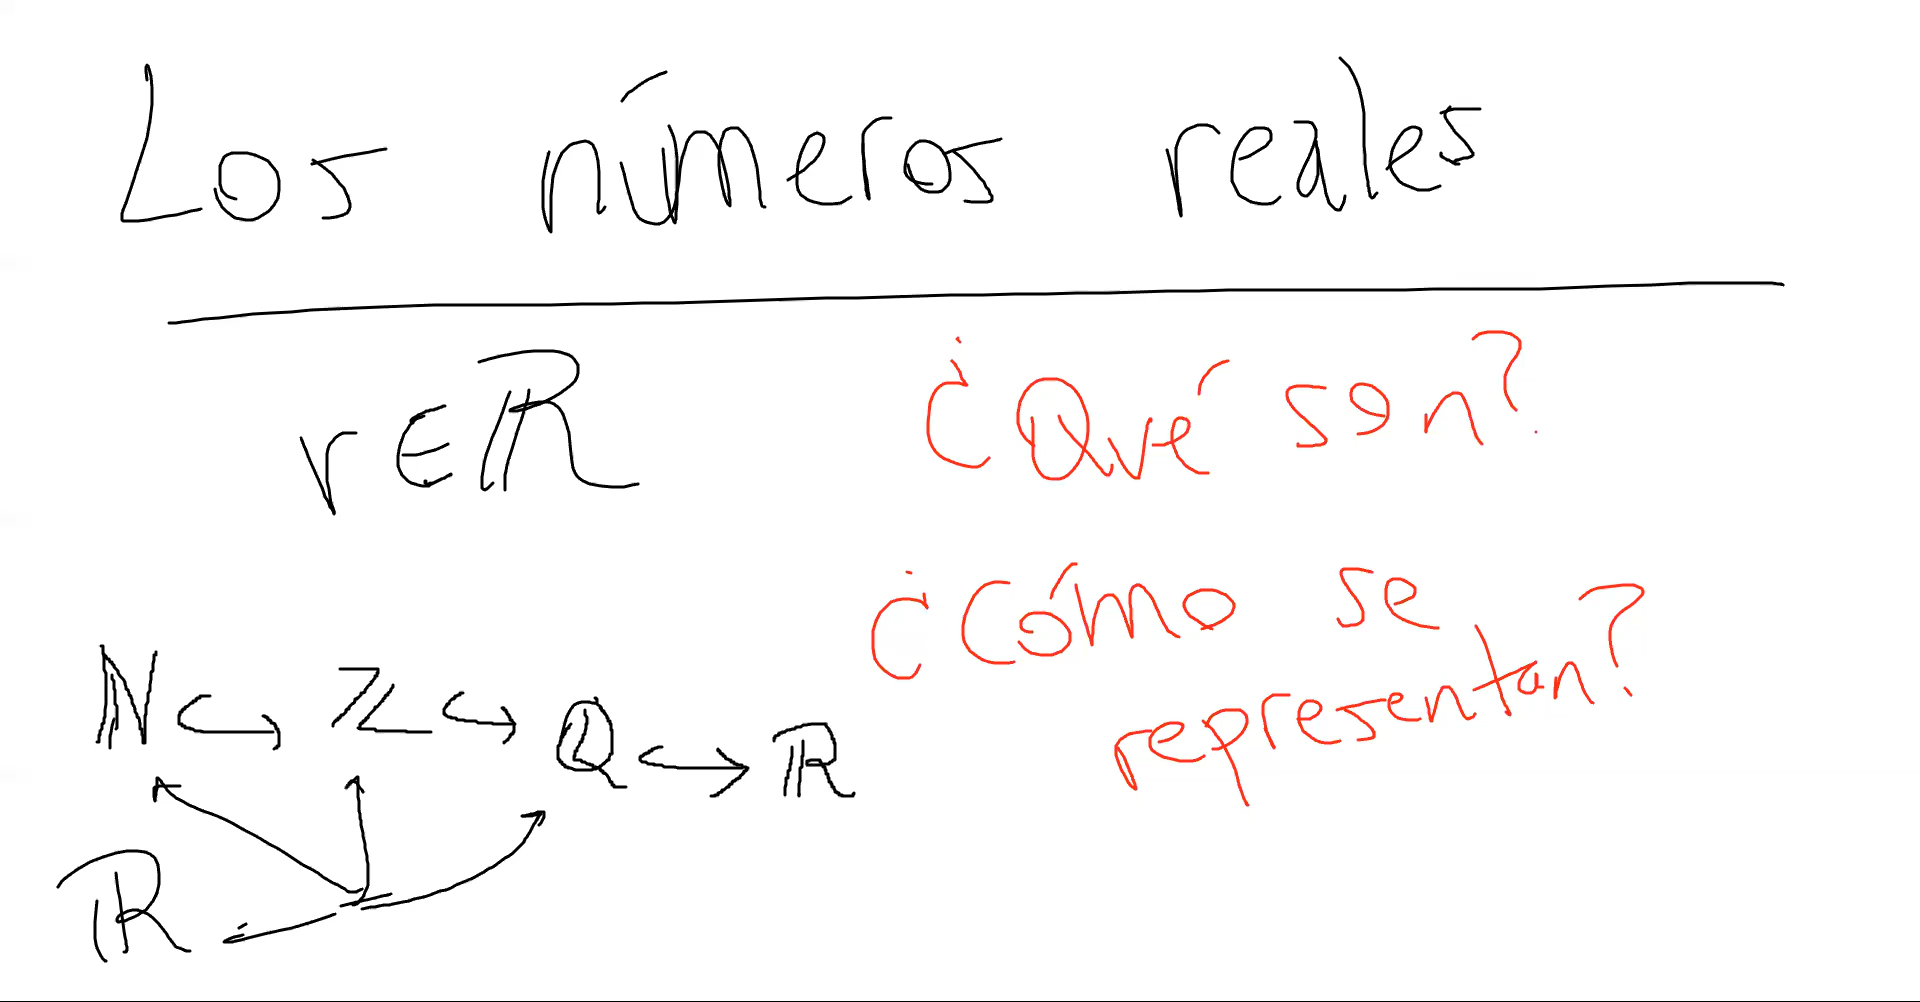 Los números reales
r∈ℝ
¿Qué son?
¿Cómo se
representan?
ℕ↪ℤ↪ℚ↪ℝ
ℝ